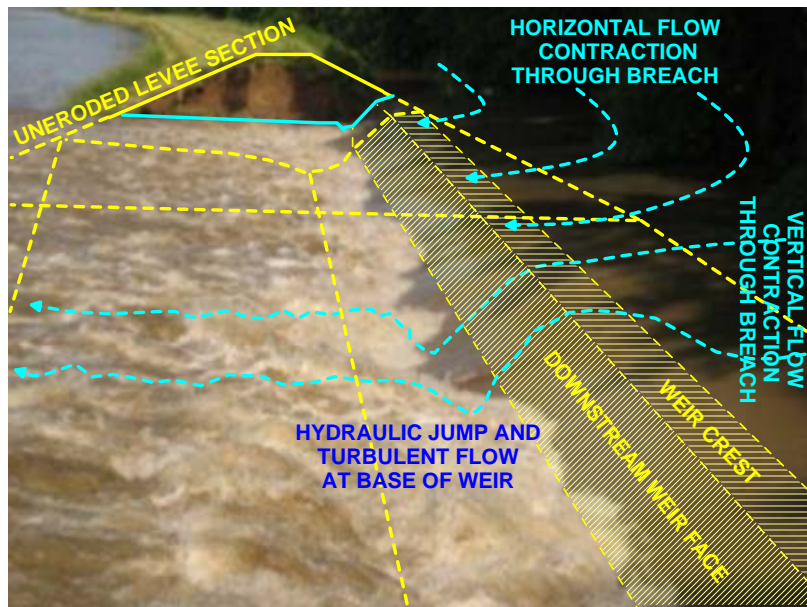 UNERODED LEVEE SECTION
HORIZONTAL FLOW
CONTRACTION
THROUGH BREACH
VERTICAL FLOW
CONTRACTION
THROUGH BREACH
HYDRAULIC JUMP AND
TURBULENT FLOW
AT BASE OF WEIR
DOWNSTREAM WEIR FACE
WEIR CREST